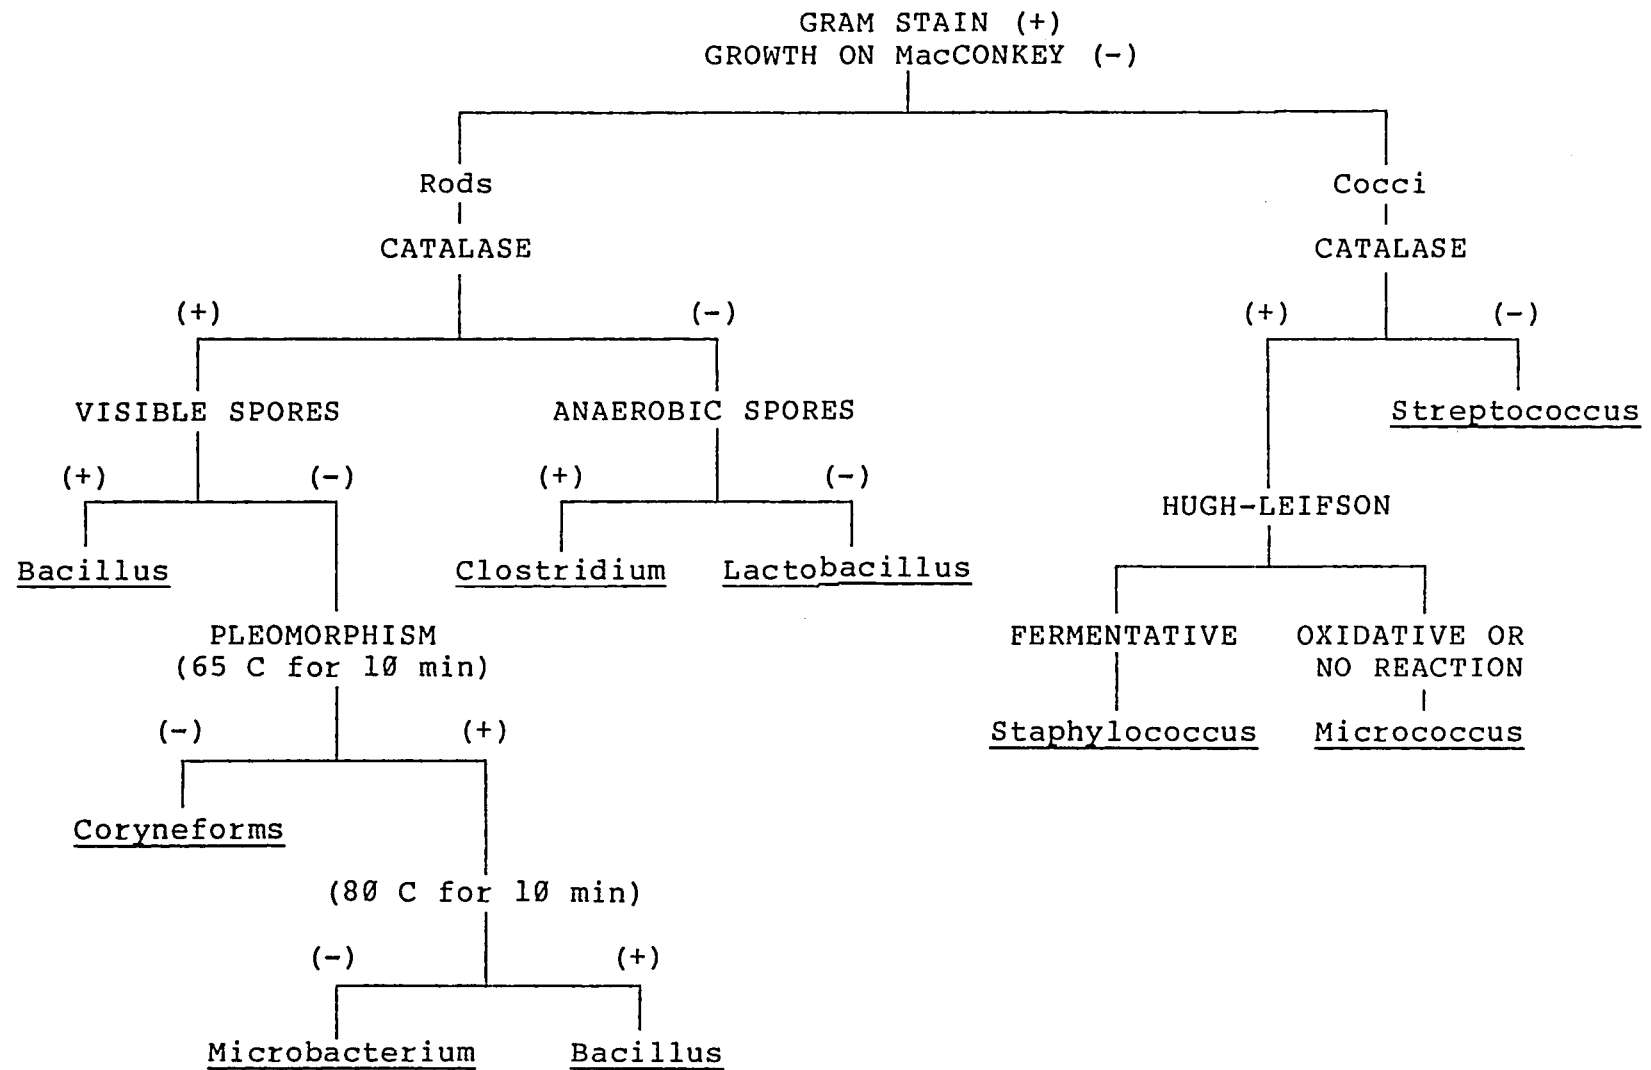 GRAM STAIN (+)
GROWTH ON MacCONKEY (-)
Rods
Cocci
CATALASE
CATALASE
(+)
(-)
(+)
(-)
VISIBLE SPORES
ANAEROBIC SPORES
Streptococcus
(+)
(-)
(+)
(-)
HUGH-LEIFSON
Bacillus
Clostridium
Lactobacillus
PLEOMORPHISM
(65 C for 10 min)
FERMENTATIVE
OXIDATIVE OR
NO REACTION
(-)
(+)
Staphylococcus
Micrococcus
Coryneforms
(80 C for 10 min)
(-)
(+)
Microbacterium
Bacillus